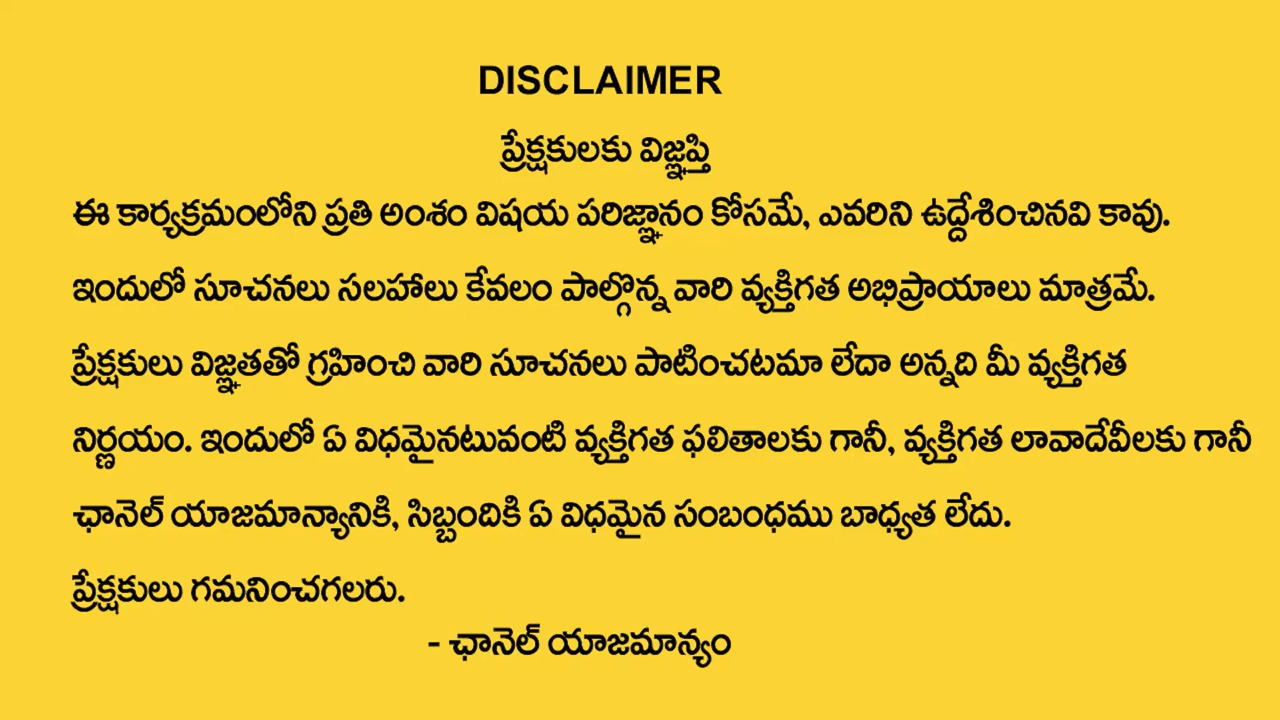 DISCLAIMER
ప్రేక్షకులకు విజ్ఞప్తి
ఈ కార్యక్రమంలోని ప్రతి అంశం విషయ పరిజ్ఞానం కోసమే, ఎవరిని ఉద్దేశించినవి కావు.
ఇందులో సూచనలు సలహాలు కేవలం పాల్గొన్న వారి వ్యక్తిగత అభిప్రాయాలు మాత్రమే.
ప్రేక్షకులు విజ్ఞతతో గ్రహించి వారి సూచనలు పాటించటమా లేదా అన్నది మీ వ్యక్తిగత
నిర్ణయం. ఇందులో ఏ విధమైనటువంటి వ్యక్తిగత ఫలితాలకు గానీ, వ్యక్తిగత లావాదేవీలకు గానీ
ఛానెల్ యాజమాన్యానికి, సిబ్బందికి ఏ విధమైన సంబంధము బాధ్యత లేదు.
ప్రేక్షకులు గమనించగలరు.
- ఛానెల్ యాజమాన్యం